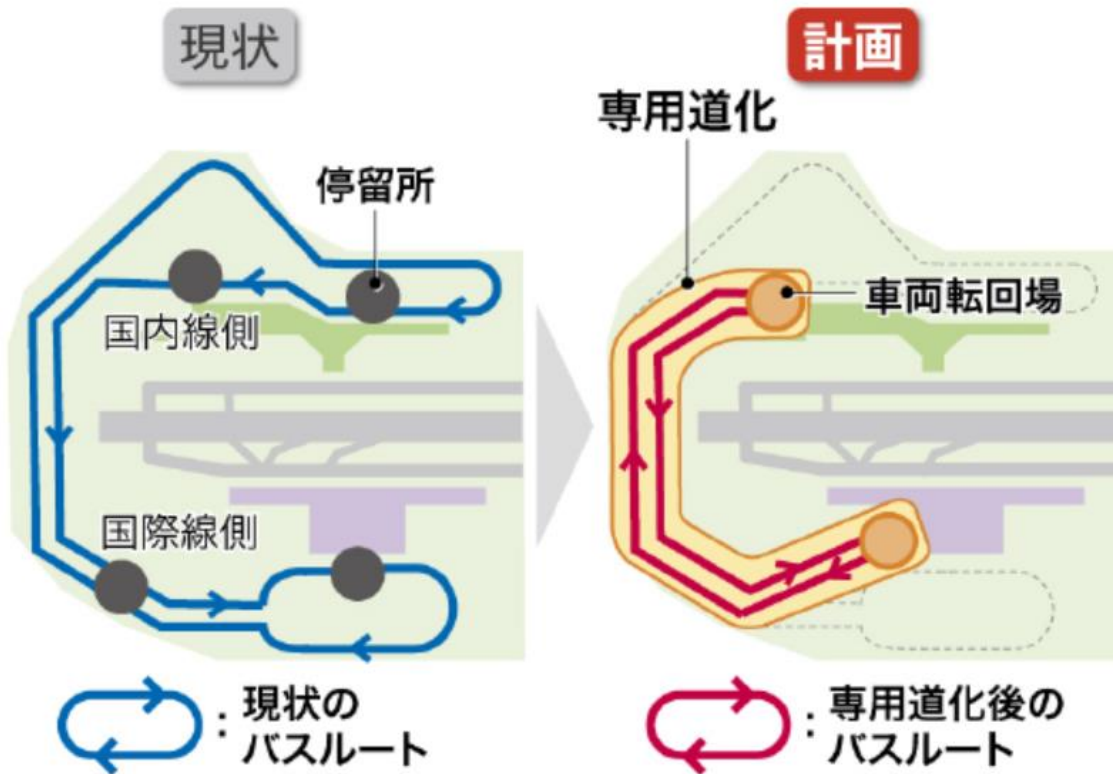 現状
計画
専用道化
停留所
車両転回場
国内線側
国際線側
：現状の
バスルート
：専用道化後の
バスルート